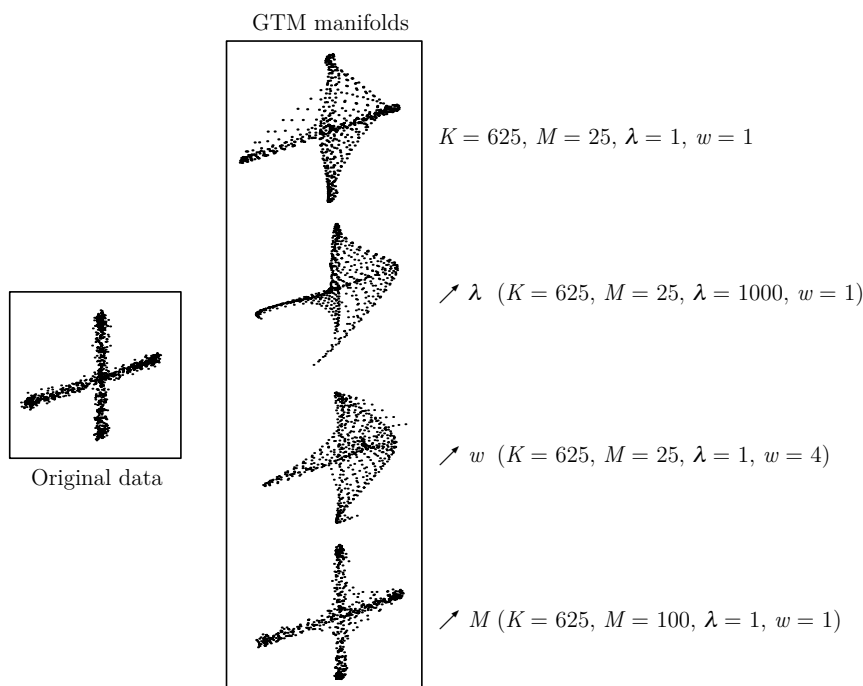 GTM manifolds
K = 625, M = 25, λ = 1, w = 1
↗ λ (K = 625, M = 25, λ = 1000, w = 1)
Original data
↗ w (K = 625, M = 25, λ = 1, w = 4)
↗ M (K = 625, M = 100, λ = 1, w = 1)